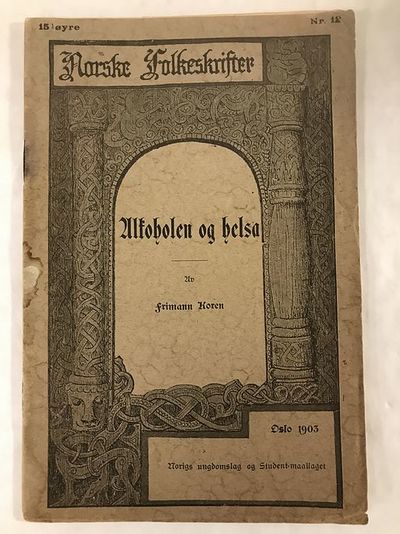 15 øyre
Nr. 12
Norske Folkeskrifter
Alkoholen og helsa
Av
Frimann Koren
Oslo 1903
Norigs ungdomslag og Student-maallaget